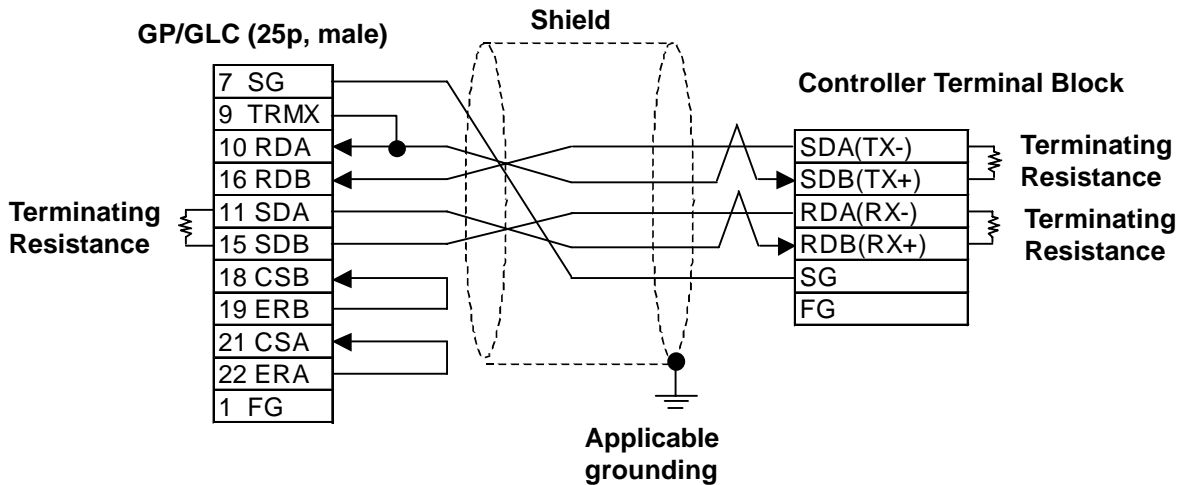 Shield
GP/GLC (25p, male)
7 SG
9 TRMX
10 RDA
16 RDB
11 SDA
15 SDB
18 CSB
19 ERB
21 CSA
22 ERA
1 FG
Terminating
Resistance
Controller Terminal Block
SDA(TX-)
SDB(TX+)
RDA(RX-)
RDB(RX+)
SG
FG
Terminating
Resistance
Terminating
Resistance
Applicable
grounding